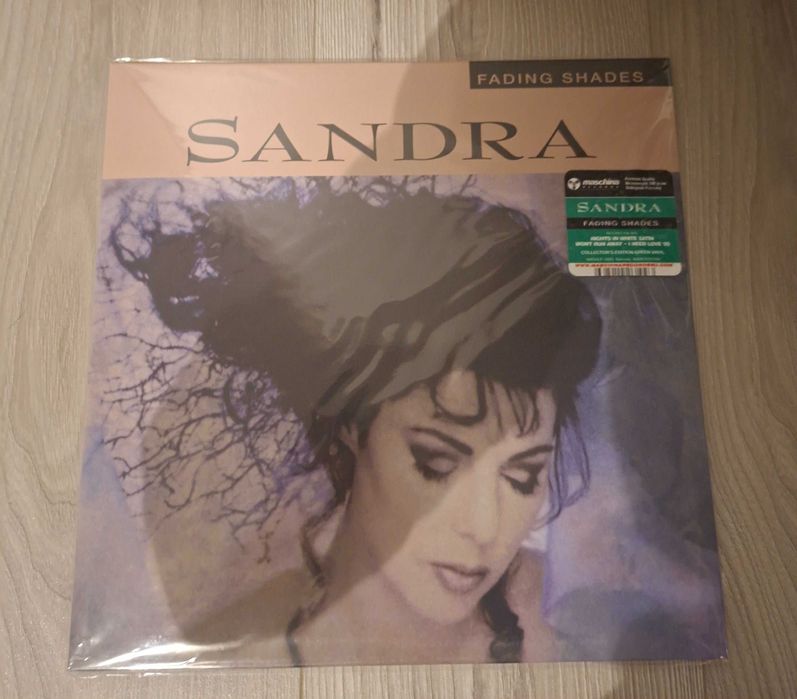 FADING SHADES
SANDRA
maschina
RECORDS
SANDRA
FADING SHADES
NIGHTS IN WHITE SATIN
WON'T RUN AWAY - I NEED LOVE '95
COLLECTOR'S EDITION GREEN VINYL